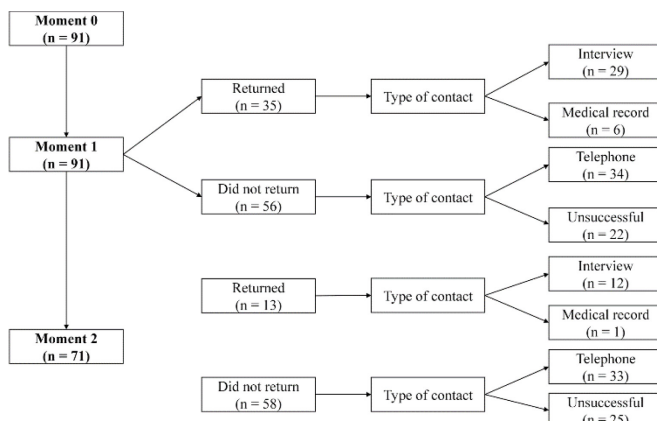 Moment 0
(n = 91)
Interview
(n = 29)
Returned
(n = 35)
Type of contact
Medical record
(n = 6)
Moment 1
(n = 91)
Telephone
(n = 34)
Did not return
(n = 56)
Type of contact
Unsuccessful
(n = 22)
Interview
(n = 12)
Returned
(n = 13)
Type of contact
Medical record
(n = 1)
Moment 2
(n = 71)
Telephone
(n = 33)
Did not return
(n = 58)
Type of contact
Unsuccessful
(n = 25)